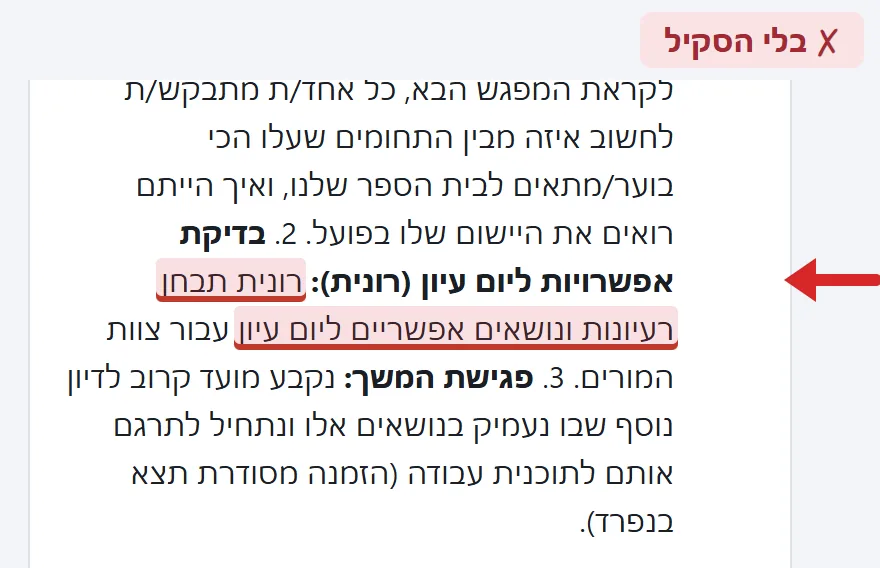 ✗ בלי הסקיל
לקראת המפגש הבא, כל אחד/ת מתבקש/ת
לחשוב איזה מבין התחומים שעלו הכי
בוער/מתאים לבית הספר שלנו, ואיך הייתם
רואים את היישום שלו בפועל. 2. בדיקת
אפשרויות ליום עיון (רונית): רונית תבחן
רעיונות ונושאים אפשריים ליום עיון עבור צוות
המורים. 3. פגישת המשך: נקבע מועד קרוב לדיון
נוסף שבו נעמיק בנושאים אלו ונתחיל לתרגם
אותם לתוכנית עבודה (הזמנה מסודרת תצא
בנפרד).